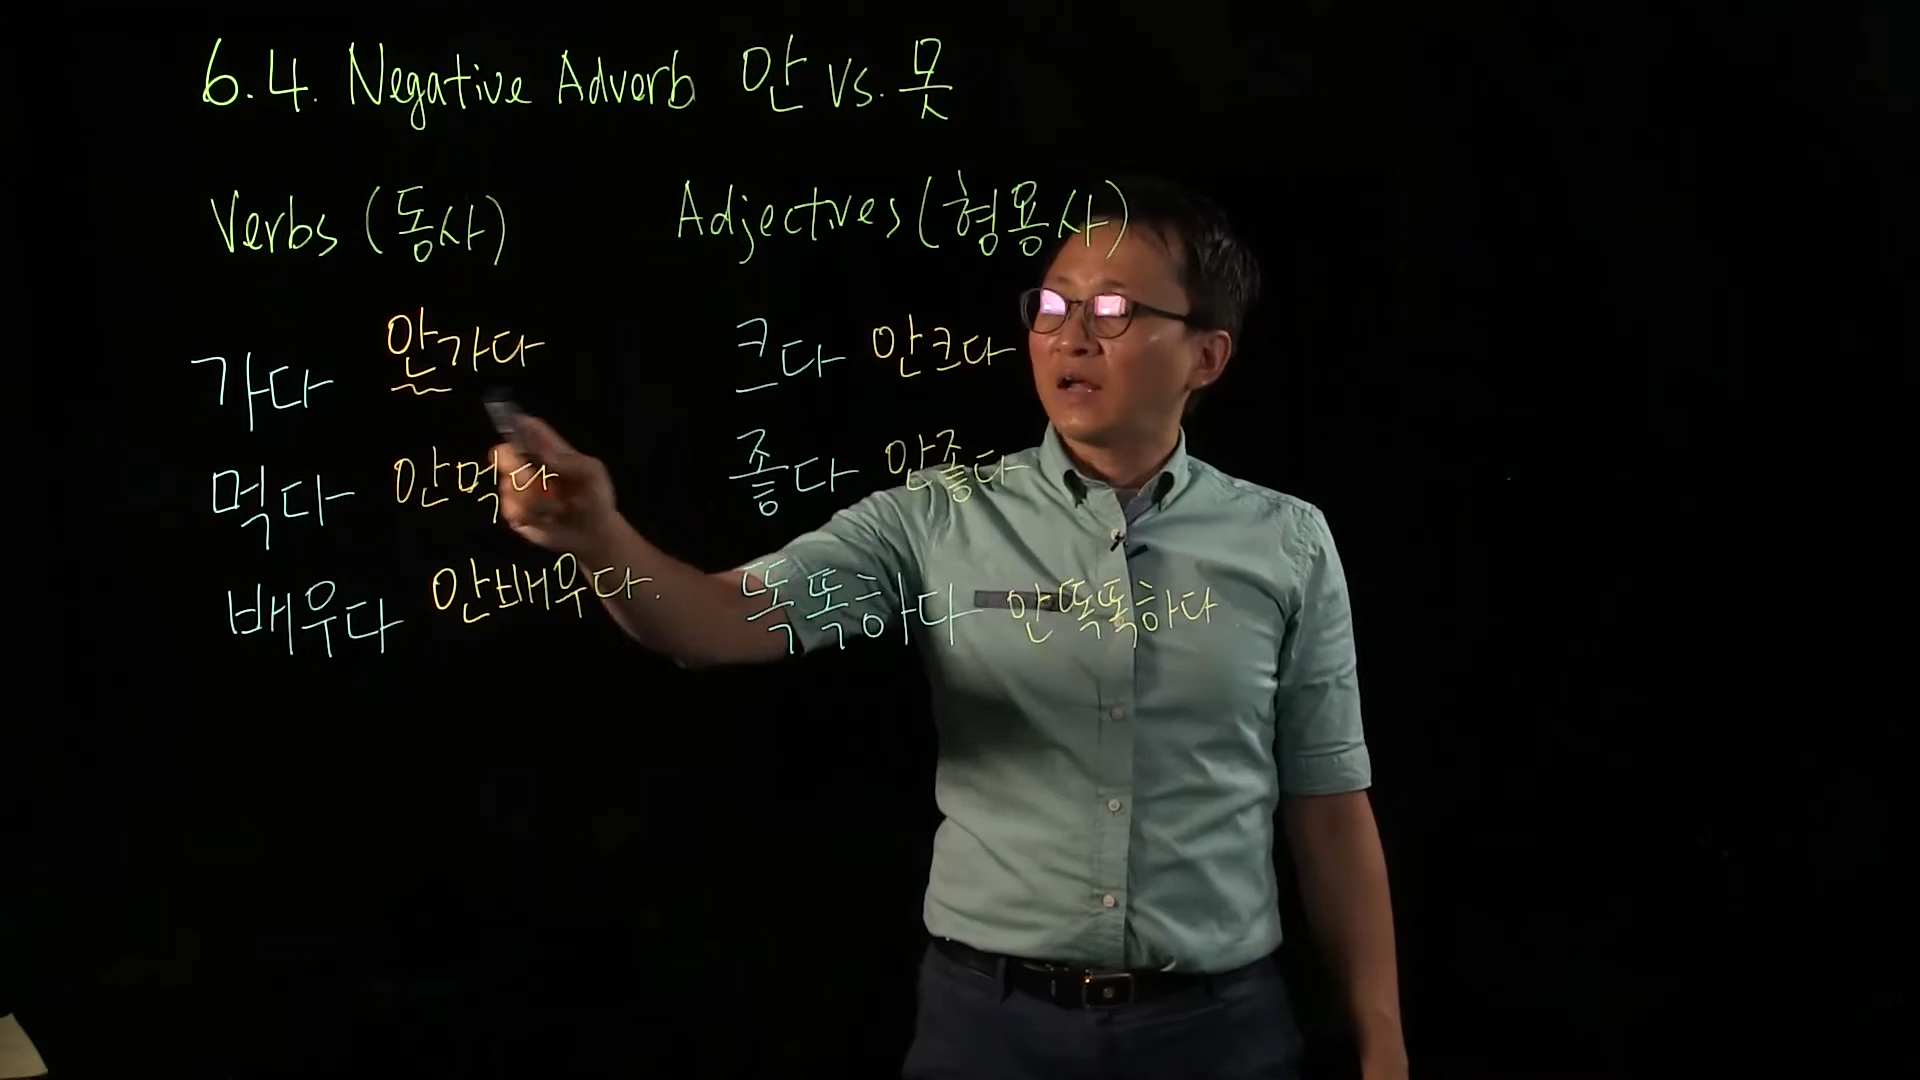 6.4. Negative Adverb 안 vs. 못
Verbs (동사) Adjectives (형용사)
가다 안가다 크다 안크다
먹다 안먹다 좋다 안좋다
배우다 안배우다. 똑똑하다 안똑똑하다